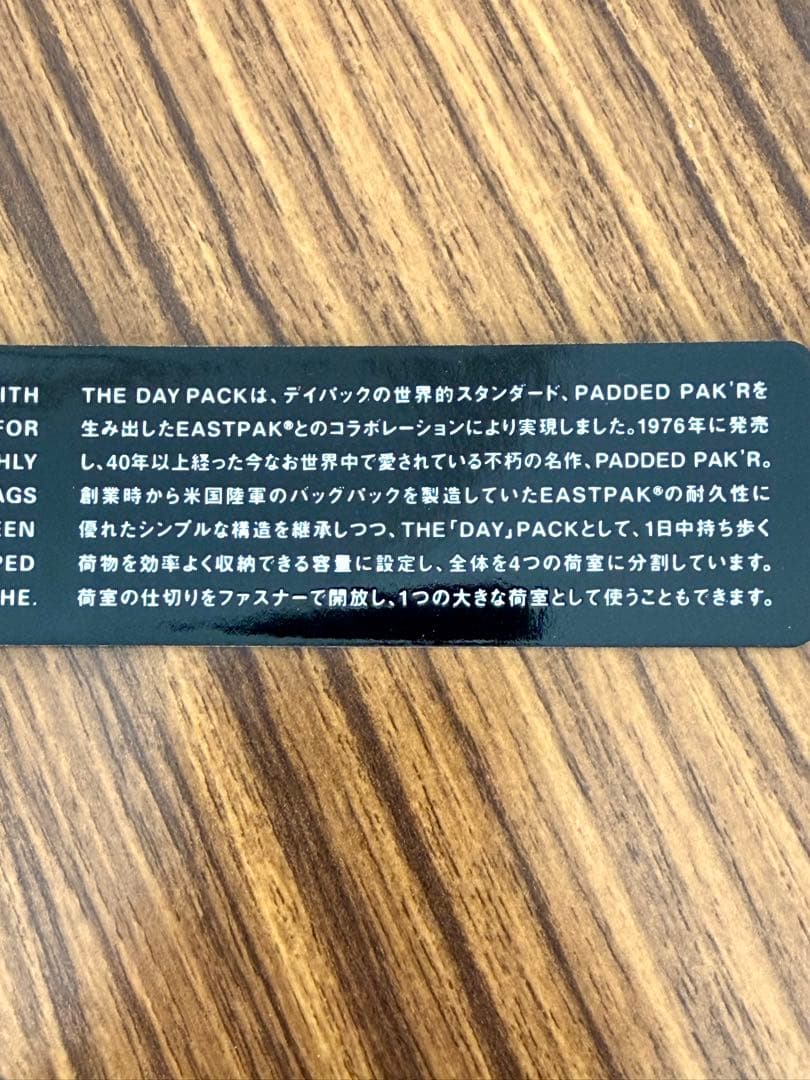 ITH
FOR
HLY
AGS
EEN
PED
HE.
THE DAY PACKは、デイバックの世界的スタンダード、PADDED PAK'Rを
生み出したEASTPAK®とのコラボレーションにより実現しました。1976年に発売
し、40年以上経った今なお世界中で愛されている不朽の名作、PADDED PAK'R。
創業時から米国陸軍のバッグバックを製造していたEASTPAK®の耐久性に
優れたシンプルな構造を継承しつつ、THE「DAY」PACKとして、1日中持ち歩く
荷物を効率よく収納できる容量に設定し、全体を4つの荷室に分割しています。
荷室の仕切りをファスナーで開放し、1つの大きな荷室として使うこともできます。